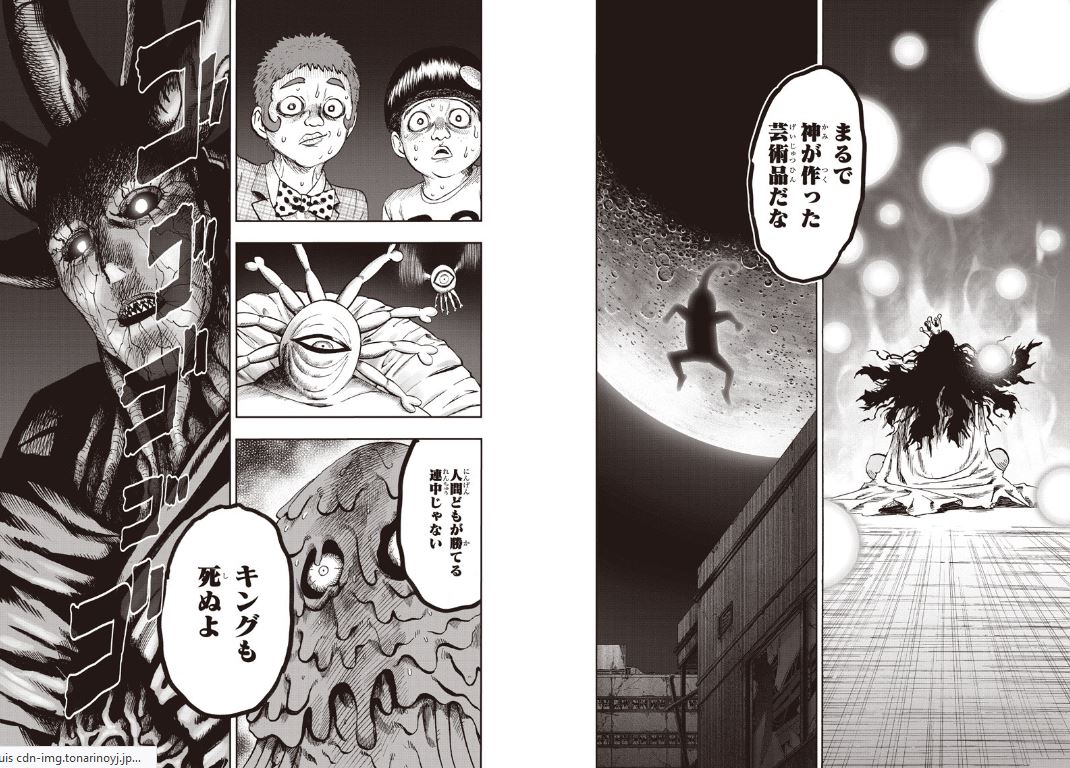 まるで
神が作った
芸術品だな
人間どもが勝てる
連中じゃない
キングも
死ぬよ
ゴゴゴゴゴゴ
uis cdn-img.tonarinoyj.jp...